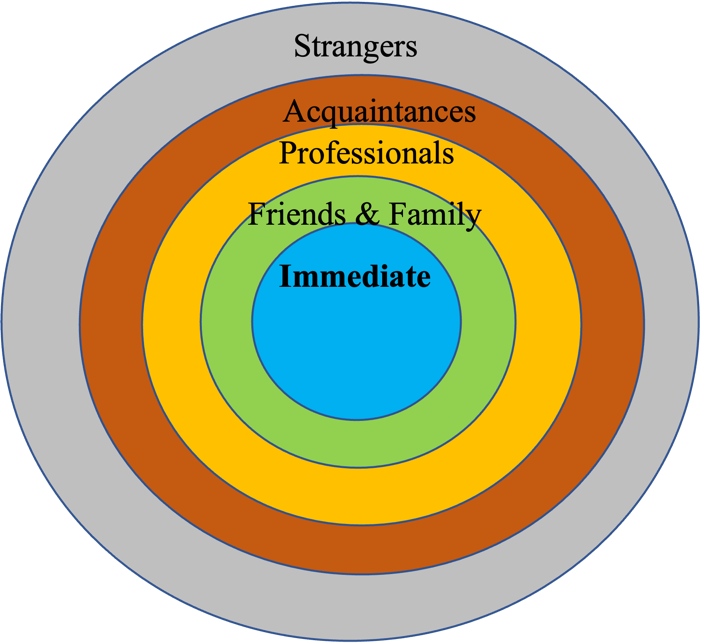 Strangers
Acquaintances
Professionals
Friends & Family
Immediate